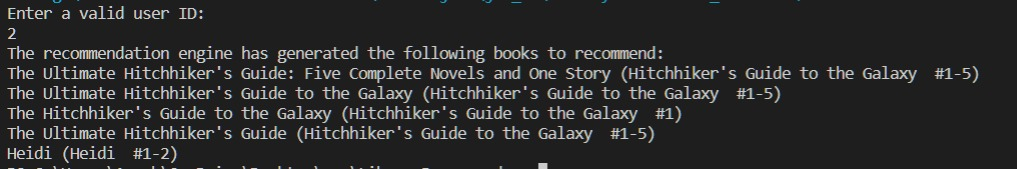 Enter a valid user ID:
2
The recommendation engine has generated the following books to recommend:
The Ultimate Hitchhiker's Guide: Five Complete Novels and One Story (Hitchhiker's Guide to the Galaxy  #1-5)
The Ultimate Hitchhiker's Guide to the Galaxy (Hitchhiker's Guide to the Galaxy  #1-5)
The Hitchhiker's Guide to the Galaxy (Hitchhiker's Guide to the Galaxy  #1)
The Ultimate Hitchhiker's Guide (Hitchhiker's Guide to the Galaxy  #1-5)
Heidi (Heidi  #1-2)